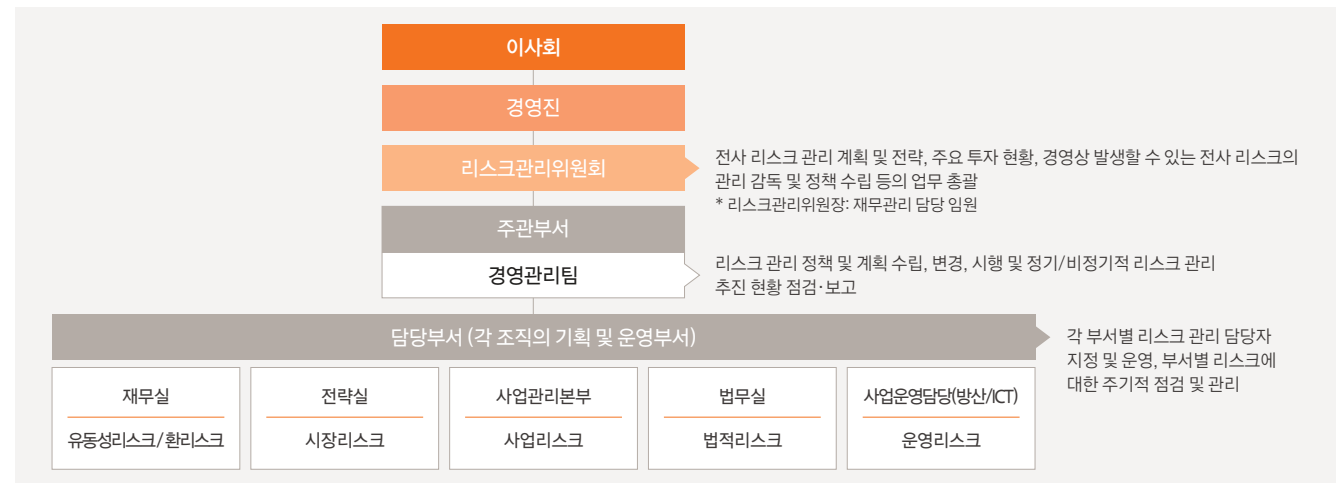 이사회
경영진
리스크관리위원회
전사 리스크 관리 계획 및 전략, 주요 투자 현황, 경영상 발생할 수 있는 전사 리스크의
관리 감독 및 정책 수립 등의 업무 총괄
* 리스크관리위원장: 재무관리 담당 임원
주관부서
경영관리팀
리스크 관리 정책 및 계획 수립, 변경, 시행 및 정기/비정기적 리스크 관리
추진 현황 점검·보고
담당부서 (각 조직의 기획 및 운영부서)
각 부서별 리스크 관리 담당자
지정 및 운영, 부서별 리스크에
대한 주기적 점검 및 관리
재무실
유동성리스크/환리스크
전략실
시장리스크
사업관리본부
사업리스크
법무실
법적리스크
사업운영담당(방산/ICT)
운영리스크